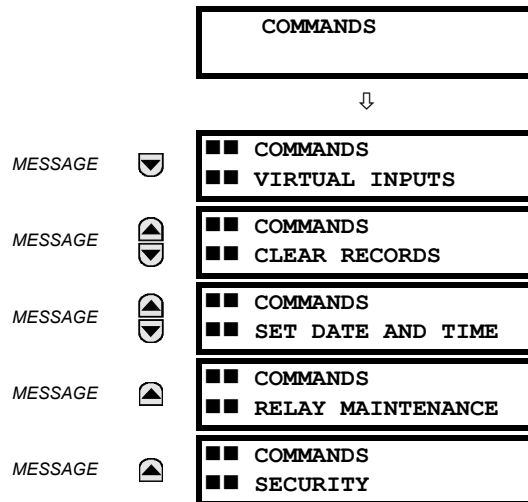 COMMANDS
MESSAGE ■■ COMMANDS
■■ VIRTUAL INPUTS
MESSAGE ■■ COMMANDS
■■ CLEAR RECORDS
MESSAGE ■■ COMMANDS
■■ SET DATE AND TIME
MESSAGE ■■ COMMANDS
■■ RELAY MAINTENANCE
MESSAGE ■■ COMMANDS
■■ SECURITY